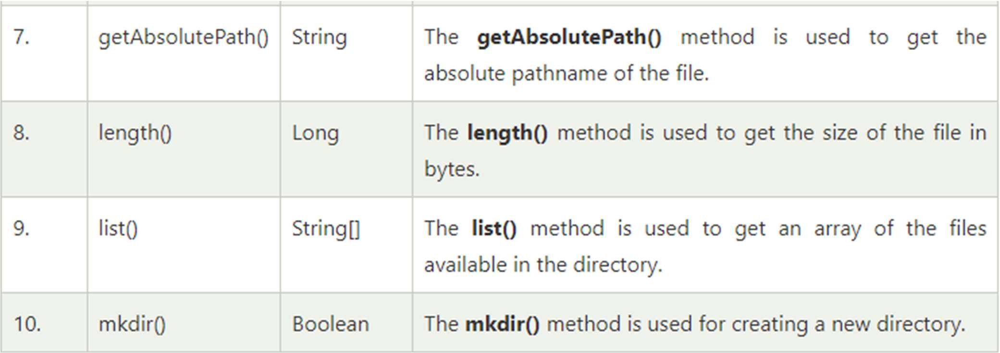 7. getAbsolutePath() String The getAbsolutePath() method is used to get the
absolute pathname of the file.
8. length() Long The length() method is used to get the size of the file in
bytes.
9. list() String[] The list() method is used to get an array of the files
available in the directory.
10. mkdir() Boolean The mkdir() method is used for creating a new directory.